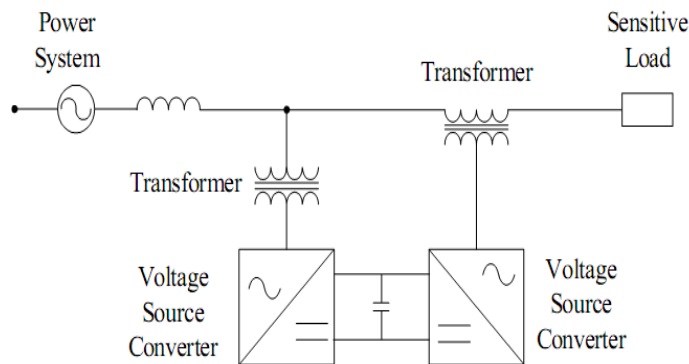 Power
System
Sensitive
Load
Transformer
Transformer
Voltage
Source
Converter
Voltage
Source
Converter